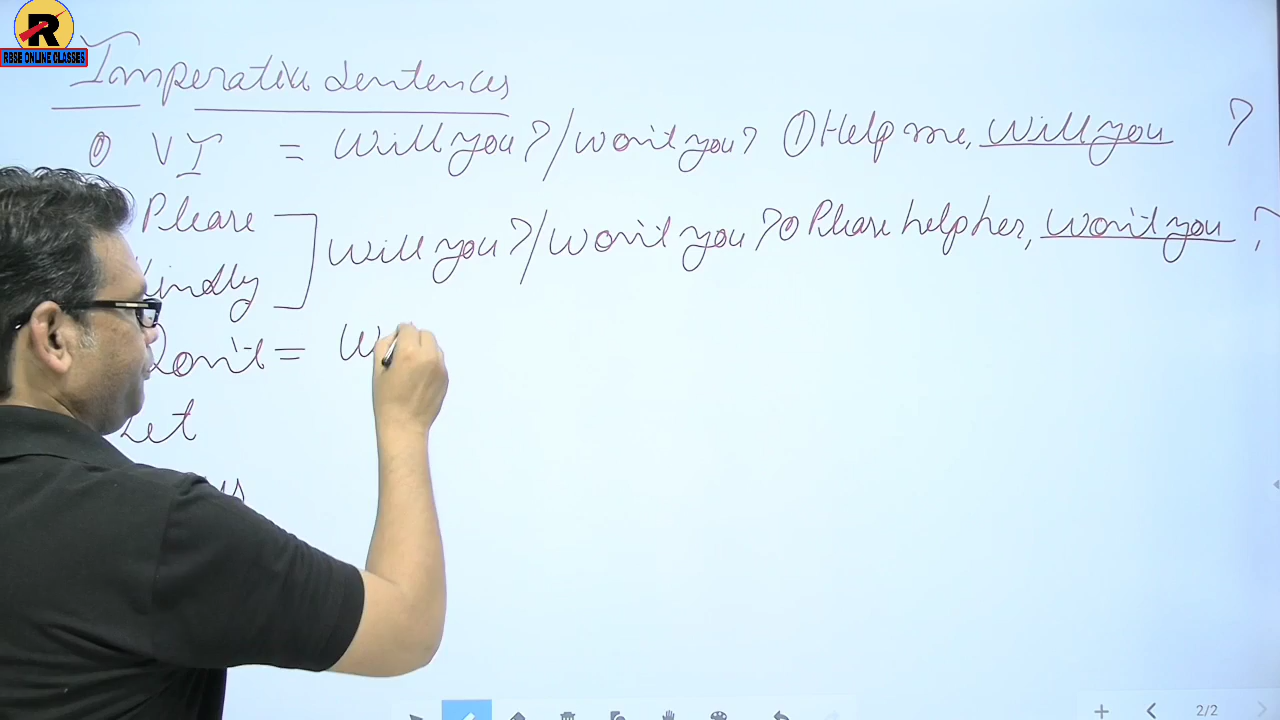 R
RBSE ONLINE CLASSES
Imperative Sentences
① VI = Will you? / Won't you? ① Help me, Will you ?
Please
Will you? / Won't you? ② Please help her, Won't you ?
Kindly
Don't = W
Let
2/2